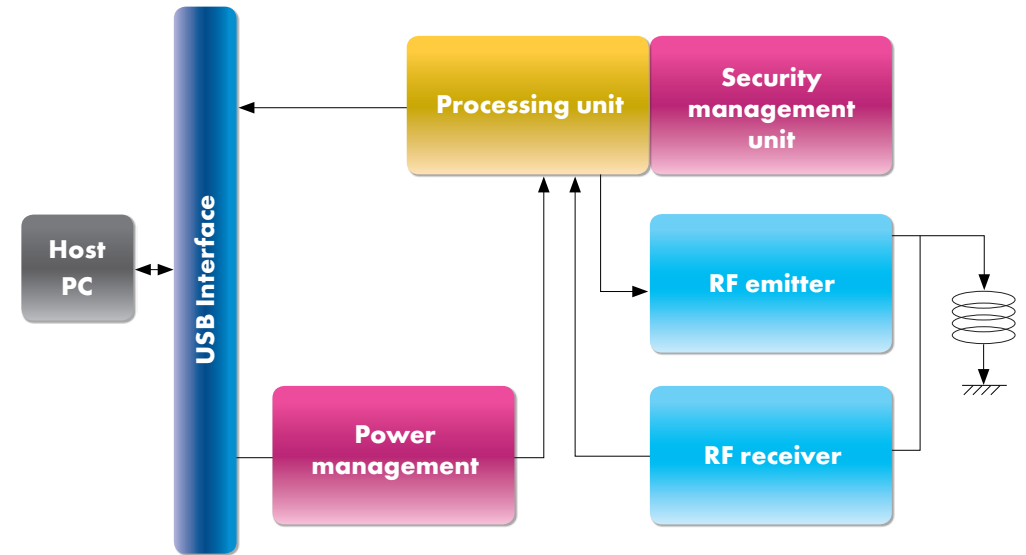 Processing unit
Security
management
unit
Host
PC
USB Interface
RF emitter
Power
management
RF receiver